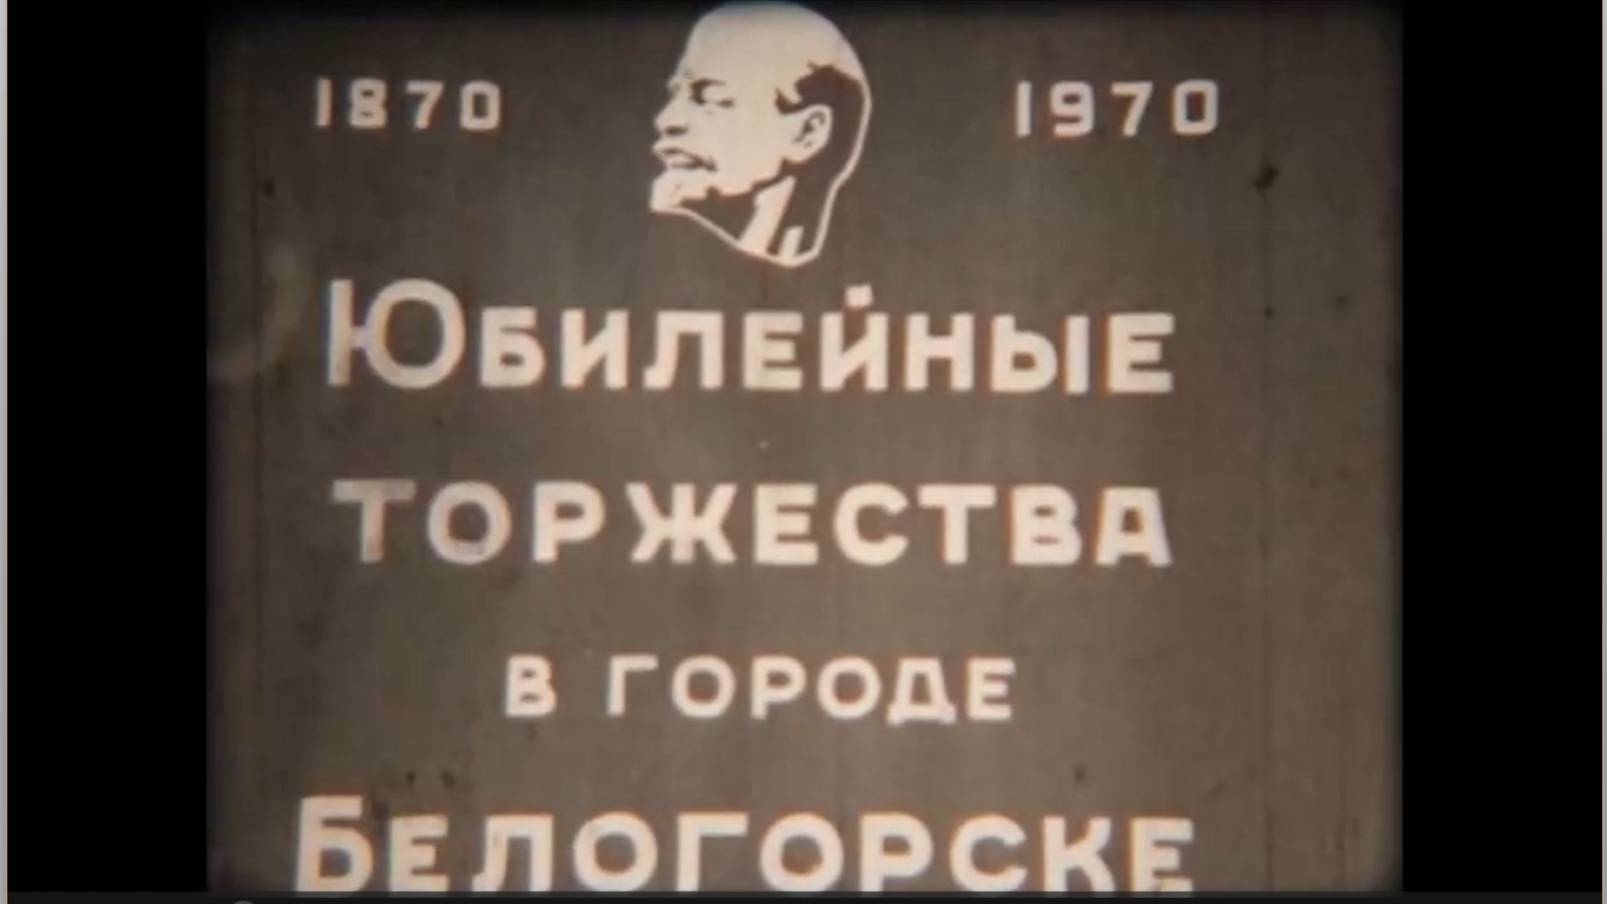 1870 1970
Юбилейные
торжества
в городе
Белогорске